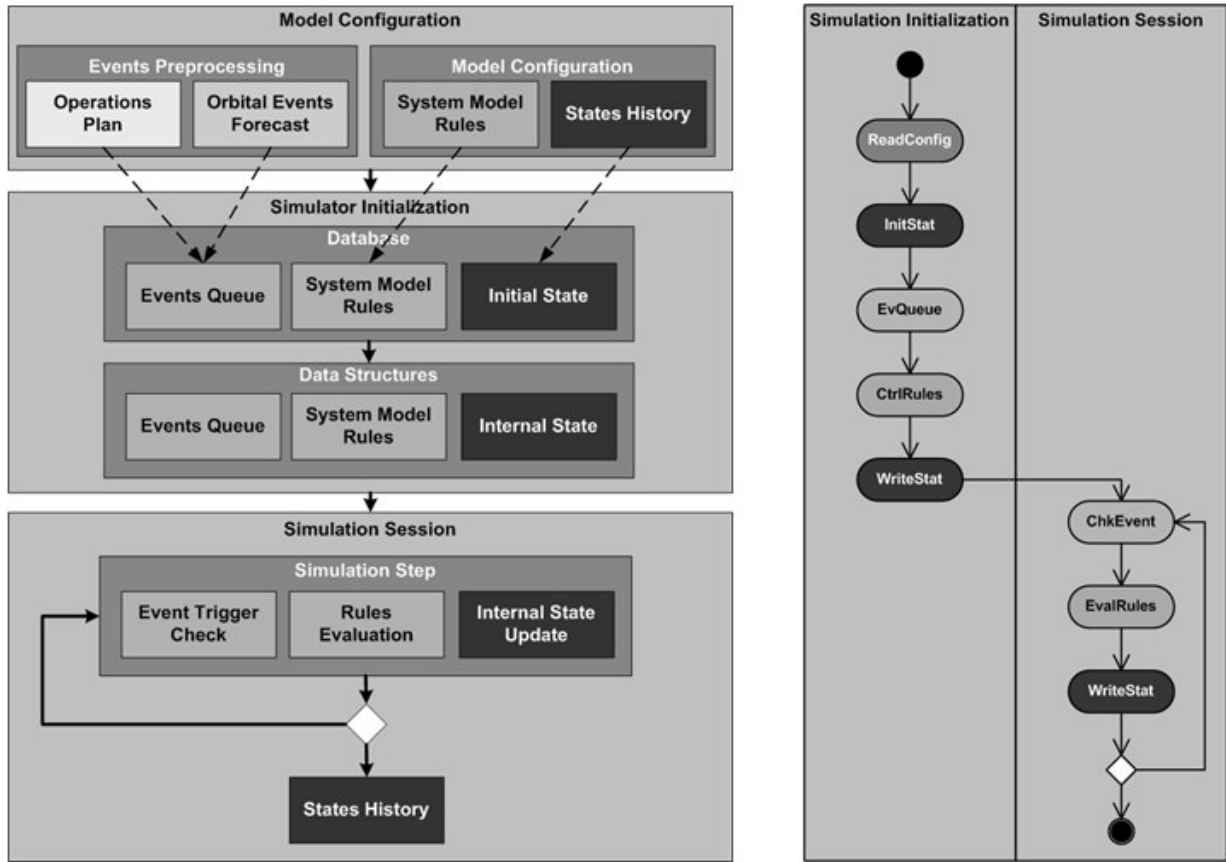 Model Configuration
Events Preprocessing
Operations
Plan
Orbital Events
Forecast
Model Configuration
System Model
Rules
States History
Simulator Initialization
Database
Events Queue
System Model
Rules
Initial State
Data Structures
Events Queue
System Model
Rules
Internal State
Simulation Session
Simulation Step
Event Trigger
Check
Rules
Evaluation
Internal State
Update
States History
Simulation Initialization
Simulation Session
ReadConfig
InitStat
EvQueue
CtrlRules
WriteStat
ChkEvent
EvalRules
WriteStat